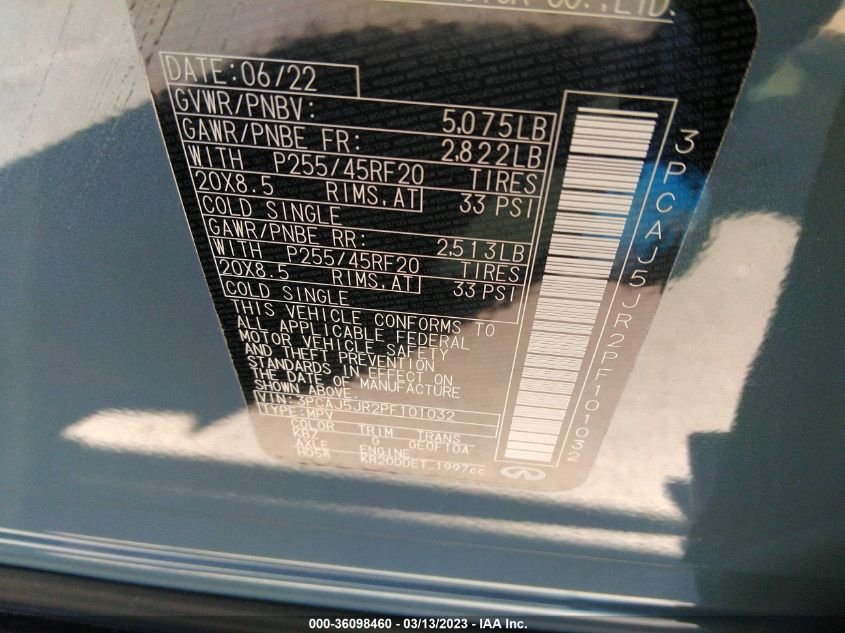 CO.,LTD.
DATE:06/22
GVWR/PNBV: 5,075LB
GAWR/PNBE FR: 2,822LB
WITH P255/45RF20 TIRES
20X8.5 RIMS,AT 33 PSI
COLD SINGLE
GAWR/PNBE RR: 2,513LB
WITH P255/45RF20 TIRES
20X8.5 RIMS,AT 33 PSI
COLD SINGLE
THIS VEHICLE CONFORMS TO
ALL APPLICABLE FEDERAL
MOTOR VEHICLE SAFETY
AND THEFT PREVENTION
STANDARDS IN EFFECT ON
THE DATE OF MANUFACTURE
SHOWN ABOVE.
VIN:3PCAJ5JR2PF101032
TYPE:MPV
COLOR TRIM TRANS
KBZ G GE0F10A
AXLE ENGINE
HD58 KR20DDET 1997cc
3PCAJ5JR2PF101032
000-36098460 - 03/13/2023 - IAA Inc.